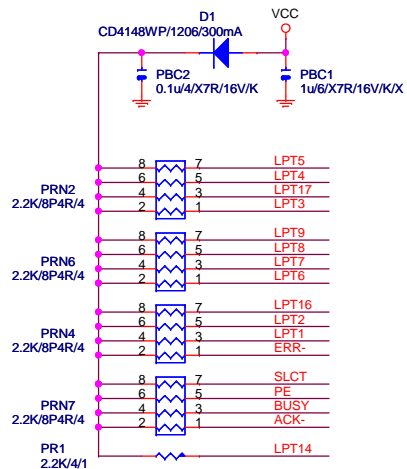 D1
VCC
CD4148WP/1206/300mA
PBC2
0.1u/4/X7R/16V/K
PBC1
1u/6/X7R/16V/K/X
8 7 LPT5
6 5 LPT4
4 3 LPT17
2 1 LPT3
PRN2
2.2K/8P4R/4
8 7 LPT9
6 5 LPT8
4 3 LPT7
2 1 LPT6
PRN6
2.2K/8P4R/4
8 7 LPT16
6 5 LPT2
4 3 LPT1
2 1 ERR-
PRN4
2.2K/8P4R/4
8 7 SLCT
6 5 PE
4 3 BUSY
2 1 ACK-
PRN7
2.2K/8P4R/4
PR1
2.2K/4/1
LPT14